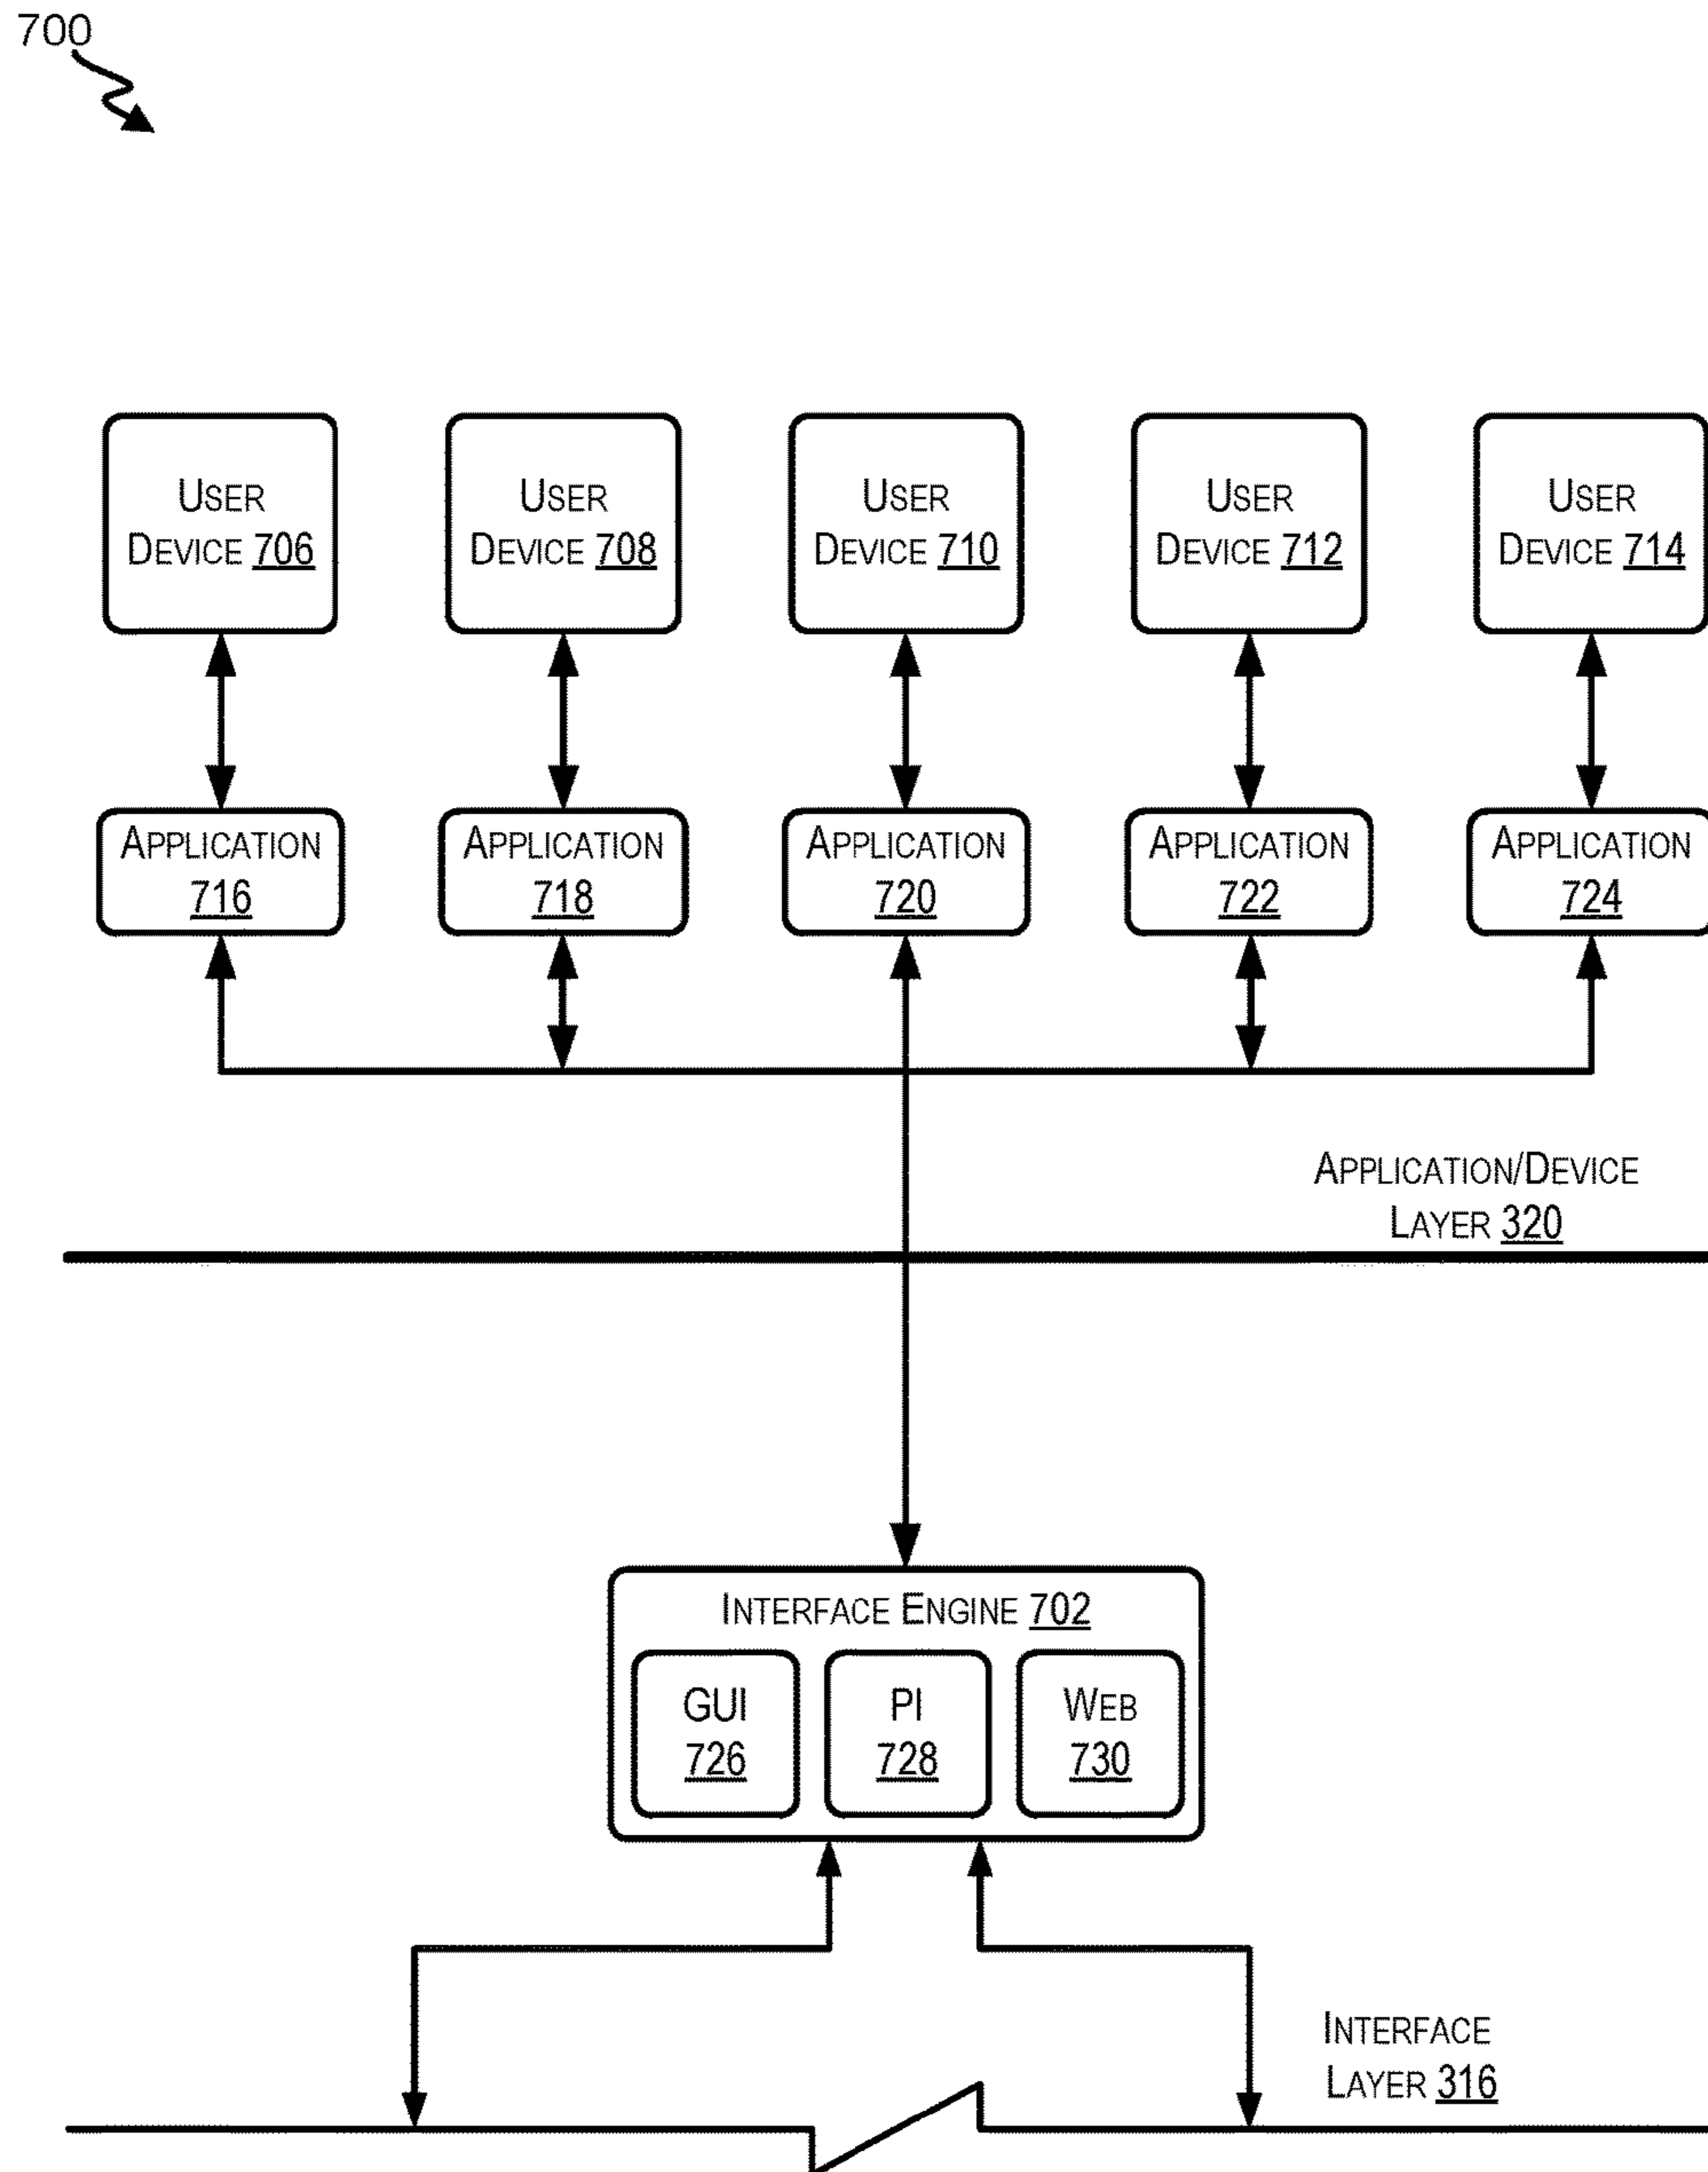 700
USER
DEVICE 706
USER
DEVICE 708
USER
DEVICE 710
USER
DEVICE 712
USER
DEVICE 714
APPLICATION
716
APPLICATION
718
APPLICATION
720
APPLICATION
722
APPLICATION
724
APPLICATION/DEVICE
LAYER 320
INTERFACE ENGINE 702
GUI
726
PI
728
WEB
730
INTERFACE
LAYER 316